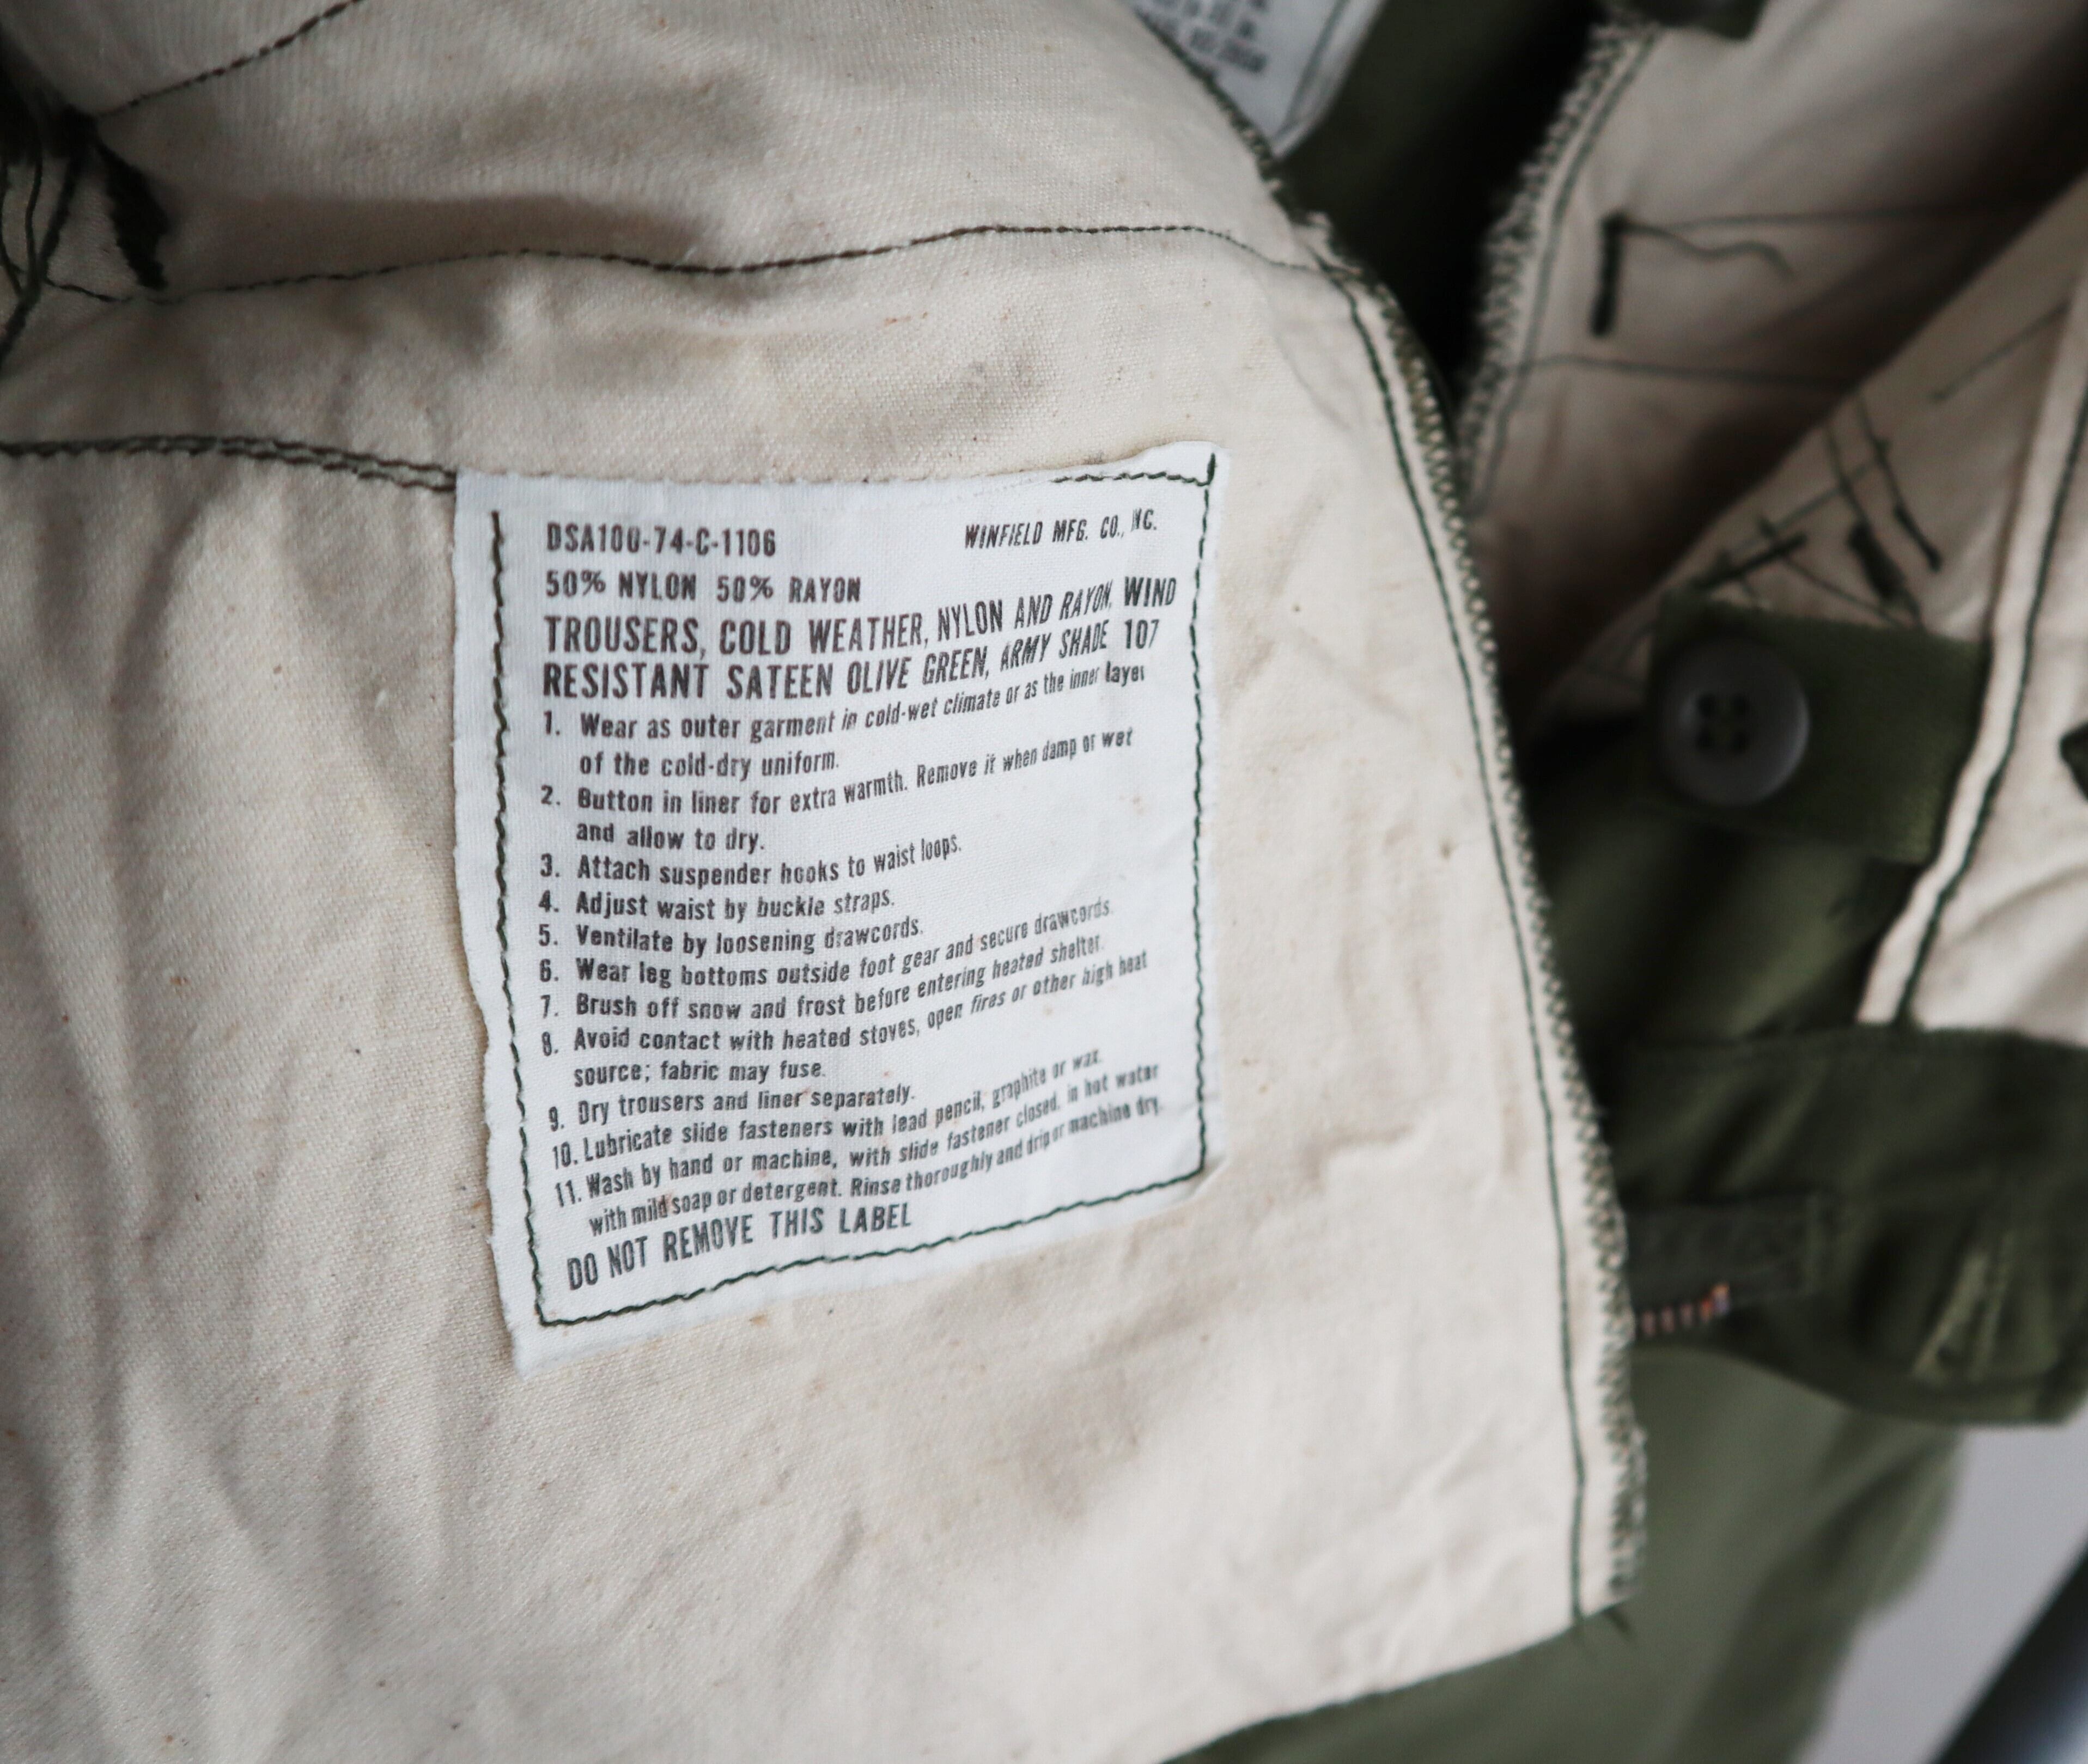 DSA100-74-C-1106 WINFIELD MFG. CO., INC.
50% NYLON 50% RAYON
TROUSERS, COLD WEATHER, NYLON AND RAYON, WIND
RESISTANT SATEEN OLIVE GREEN, ARMY SHADE 107
1. Wear as outer garment in cold-wet climate or as the inner layer
of the cold-dry uniform.
2. Button in liner for extra warmth. Remove it when damp or wet
and allow to dry.
3. Attach suspender hooks to waist loops.
4. Adjust waist by buckle straps.
5. Ventilate by loosening drawcords.
6. Wear leg bottoms outside foot gear and secure drawcords.
7. Brush off snow and frost before entering heated shelter.
8. Avoid contact with heated stoves, open fires or other high heat
source; fabric may fuse.
9. Dry trousers and liner separately.
10. Lubricate slide fasteners with lead pencil, graphite or wax.
11. Wash by hand or machine, with slide fastener closed, in hot water
with mild soap or detergent. Rinse thoroughly and drip or machine dry.
DO NOT REMOVE THIS LABEL